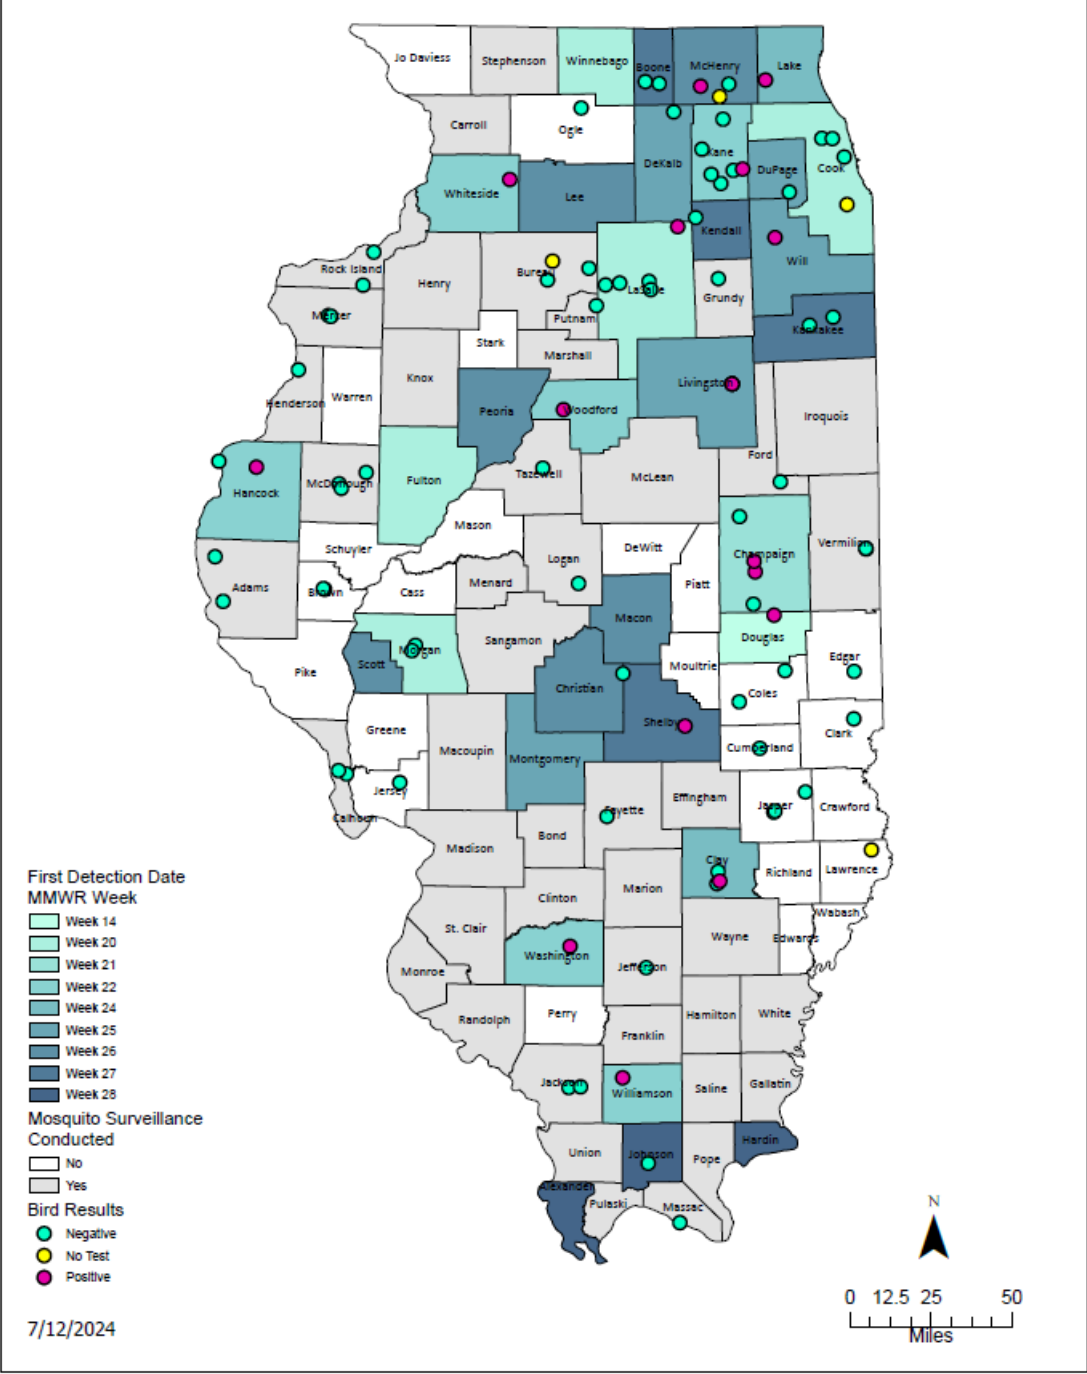 Jo Daviess
Stephenson
Winnebago
Boone
McHenry
Lake
Carroll
Ogle
DeKalb
Kane
DuPage
Cook
Whiteside
Lee
Kendall
Will
Rock Island
Henry
Bureau
LaSalle
Grundy
Mercer
Putnam
Kankakee
Stark
Marshall
Knox
Henderson
Warren
Peoria
Woodford
Livingston
Iroquois
Ford
Hancock
McDonough
Fulton
Tazewell
McLean
Mason
Schuyler
Logan
DeWitt
Champaign
Vermilion
Adams
Brown
Cass
Menard
Piatt
Macon
Douglas
Morgan
Sangamon
Scott
Pike
Christian
Moultrie
Edgar
Coles
Shelby
Greene
Macoupin
Montgomery
Cumberland
Clark
Jersey
Calhoun
Fayette
Effingham
Jasper
Crawford
Madison
Bond
Clay
Richland
Lawrence
Marion
Clinton
Wabash
St. Clair
Wayne
Edwards
Washington
Jefferson
Monroe
Randolph
Perry
Hamilton
White
Franklin
Jackson
Williamson
Saline
Gallatin
Union
Johnson
Pope
Hardin
Alexander
Pulaski
Massac
First Detection Date
MMWR Week
Week 14
Week 20
Week 21
Week 22
Week 24
Week 25
Week 26
Week 27
Week 28
Mosquito Surveillance
Conducted
No
Yes
Bird Results
Negative
No Test
Positive
7/12/2024
N
0 12.5 25 50
Miles